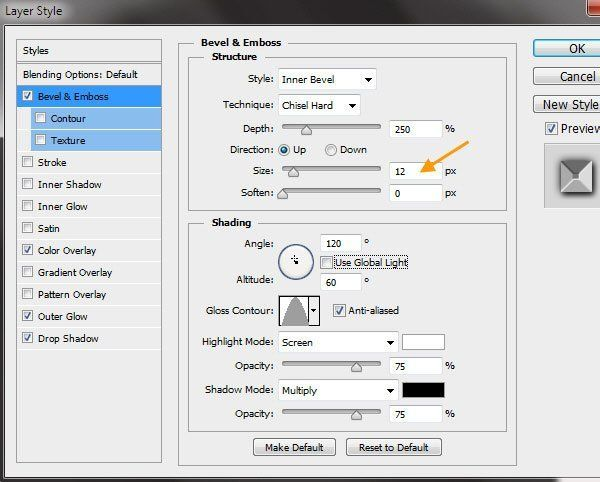 Layer Style
Styles
Blending Options: Default
Bevel & Emboss
Contour
Texture
Stroke
Inner Shadow
Inner Glow
Satin
Color Overlay
Gradient Overlay
Pattern Overlay
Outer Glow
Drop Shadow
Bevel & Emboss
Structure
Style: Inner Bevel
Technique: Chisel Hard
Depth: 250 %
Direction: Up Down
Size: 12 px
Soften: 0 px
Shading
Angle: 120 °
Use Global Light
Altitude: 60 °
Gloss Contour: Anti-aliased
Highlight Mode: Screen
Opacity: 75 %
Shadow Mode: Multiply
Opacity: 75 %
Make Default Reset to Default
OK
Cancel
New Style
Preview